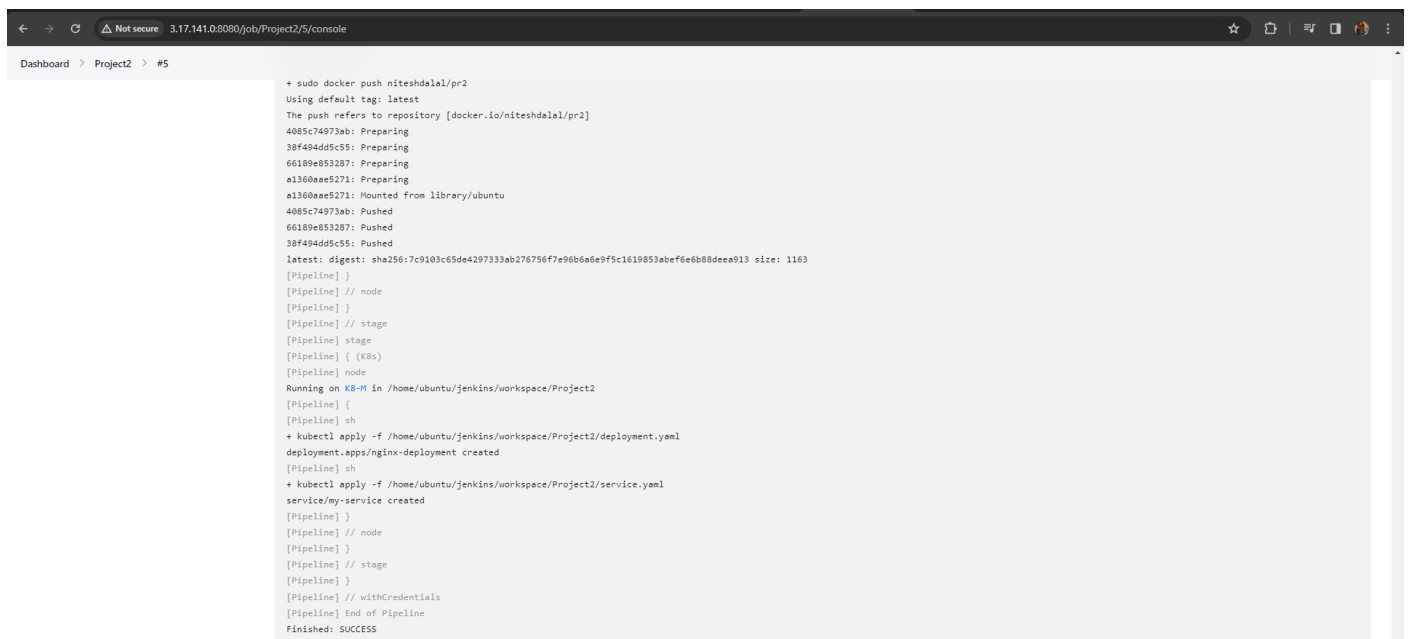 Not secure 3.17.141.0:8080/job/Project2/5/console
Dashboard > Project2 > #5
+ sudo docker push niteshdalal/pr2
Using default tag: latest
The push refers to repository [docker.io/niteshdalal/pr2]
4085c74973ab: Preparing
38f494dd5c55: Preparing
66189e853287: Preparing
a1360aae5271: Preparing
a1360aae5271: Mounted from library/ubuntu
4085c74973ab: Pushed
66189e853287: Pushed
38f494dd5c55: Pushed
latest: digest: sha256:7c9103c65de4297333ab276756f7e96b6a6e9f5c1619853abef6e6b88deea913 size: 1163
[Pipeline] }
[Pipeline] // node
[Pipeline] }
[Pipeline] // stage
[Pipeline] stage
[Pipeline] { (K8s)
[Pipeline] node
Running on K8-M in /home/ubuntu/jenkins/workspace/Project2
[Pipeline] {
[Pipeline] sh
+ kubectl apply -f /home/ubuntu/jenkins/workspace/Project2/deployment.yaml
deployment.apps/nginx-deployment created
[Pipeline] sh
+ kubectl apply -f /home/ubuntu/jenkins/workspace/Project2/service.yaml
service/my-service created
[Pipeline] }
[Pipeline] // node
[Pipeline] }
[Pipeline] // stage
[Pipeline] }
[Pipeline] // withCredentials
[Pipeline] End of Pipeline
Finished: SUCCESS